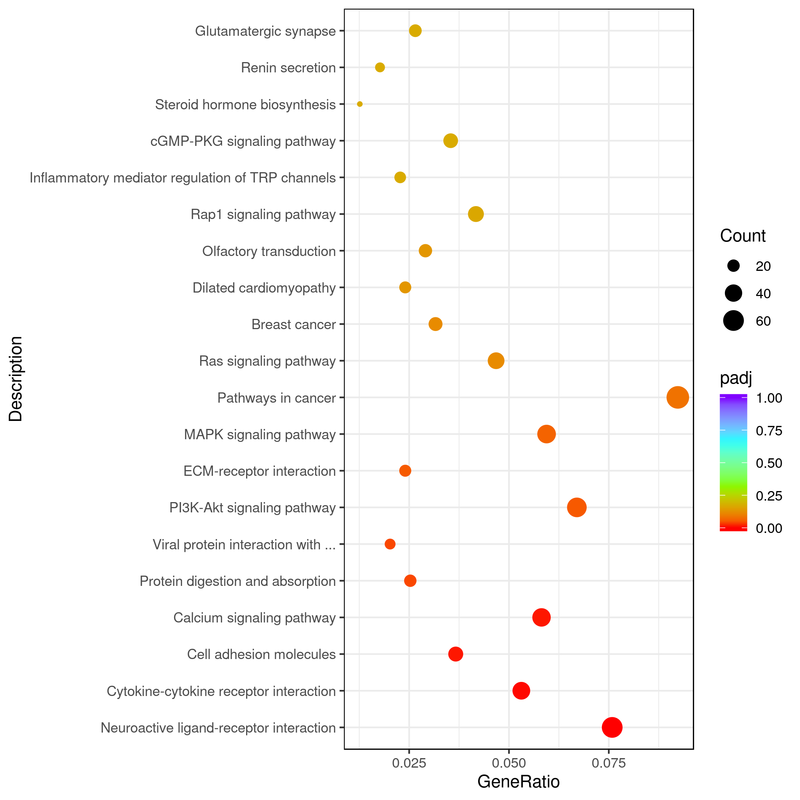 Glutamatergic synapse
Renin secretion
Steroid hormone biosynthesis
cGMP-PKG signaling pathway
Inflammatory mediator regulation of TRP channels
Rap1 signaling pathway
Olfactory transduction
Dilated cardiomyopathy
Breast cancer
Ras signaling pathway
Pathways in cancer
MAPK signaling pathway
ECM-receptor interaction
PI3K-Akt signaling pathway
Viral protein interaction with ...
Protein digestion and absorption
Calcium signaling pathway
Cell adhesion molecules
Cytokine-cytokine receptor interaction
Neuroactive ligand-receptor interaction
Description
0.025 0.050 0.075
GeneRatio
Count
20
40
60
padj
1.00
0.75
0.50
0.25
0.00